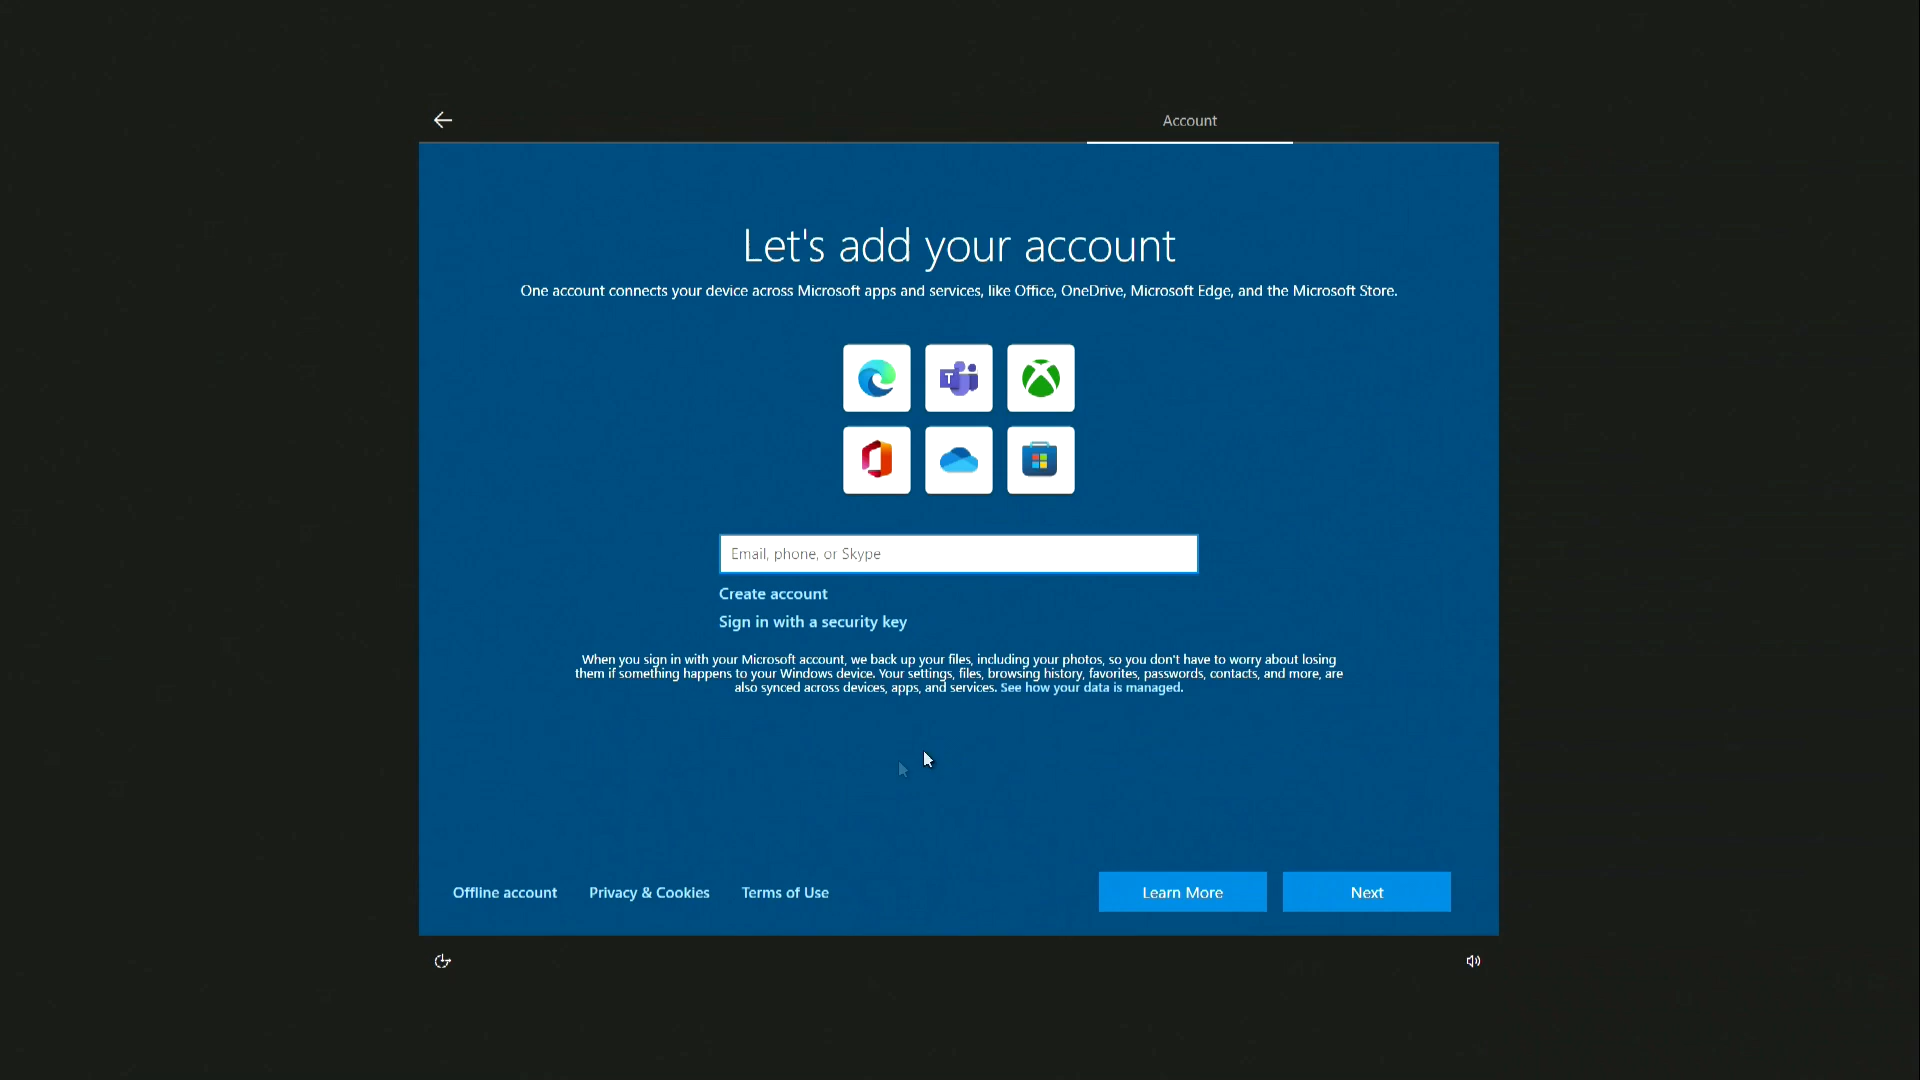 Account
Let's add your account
One account connects your device across Microsoft apps and services, like Office, OneDrive, Microsoft Edge, and the Microsoft Store.
T
Email, phone, or Skype
Create account
Sign in with a security key
When you sign in with your Microsoft account, we back up your files, including your photos, so you don't have to worry about losing
them if something happens to your Windows device. Your settings, files, browsing history, favorites, passwords, contacts, and more, are
also synced across devices, apps, and services. See how your data is managed.
Offline account Privacy & Cookies Terms of Use Learn More Next